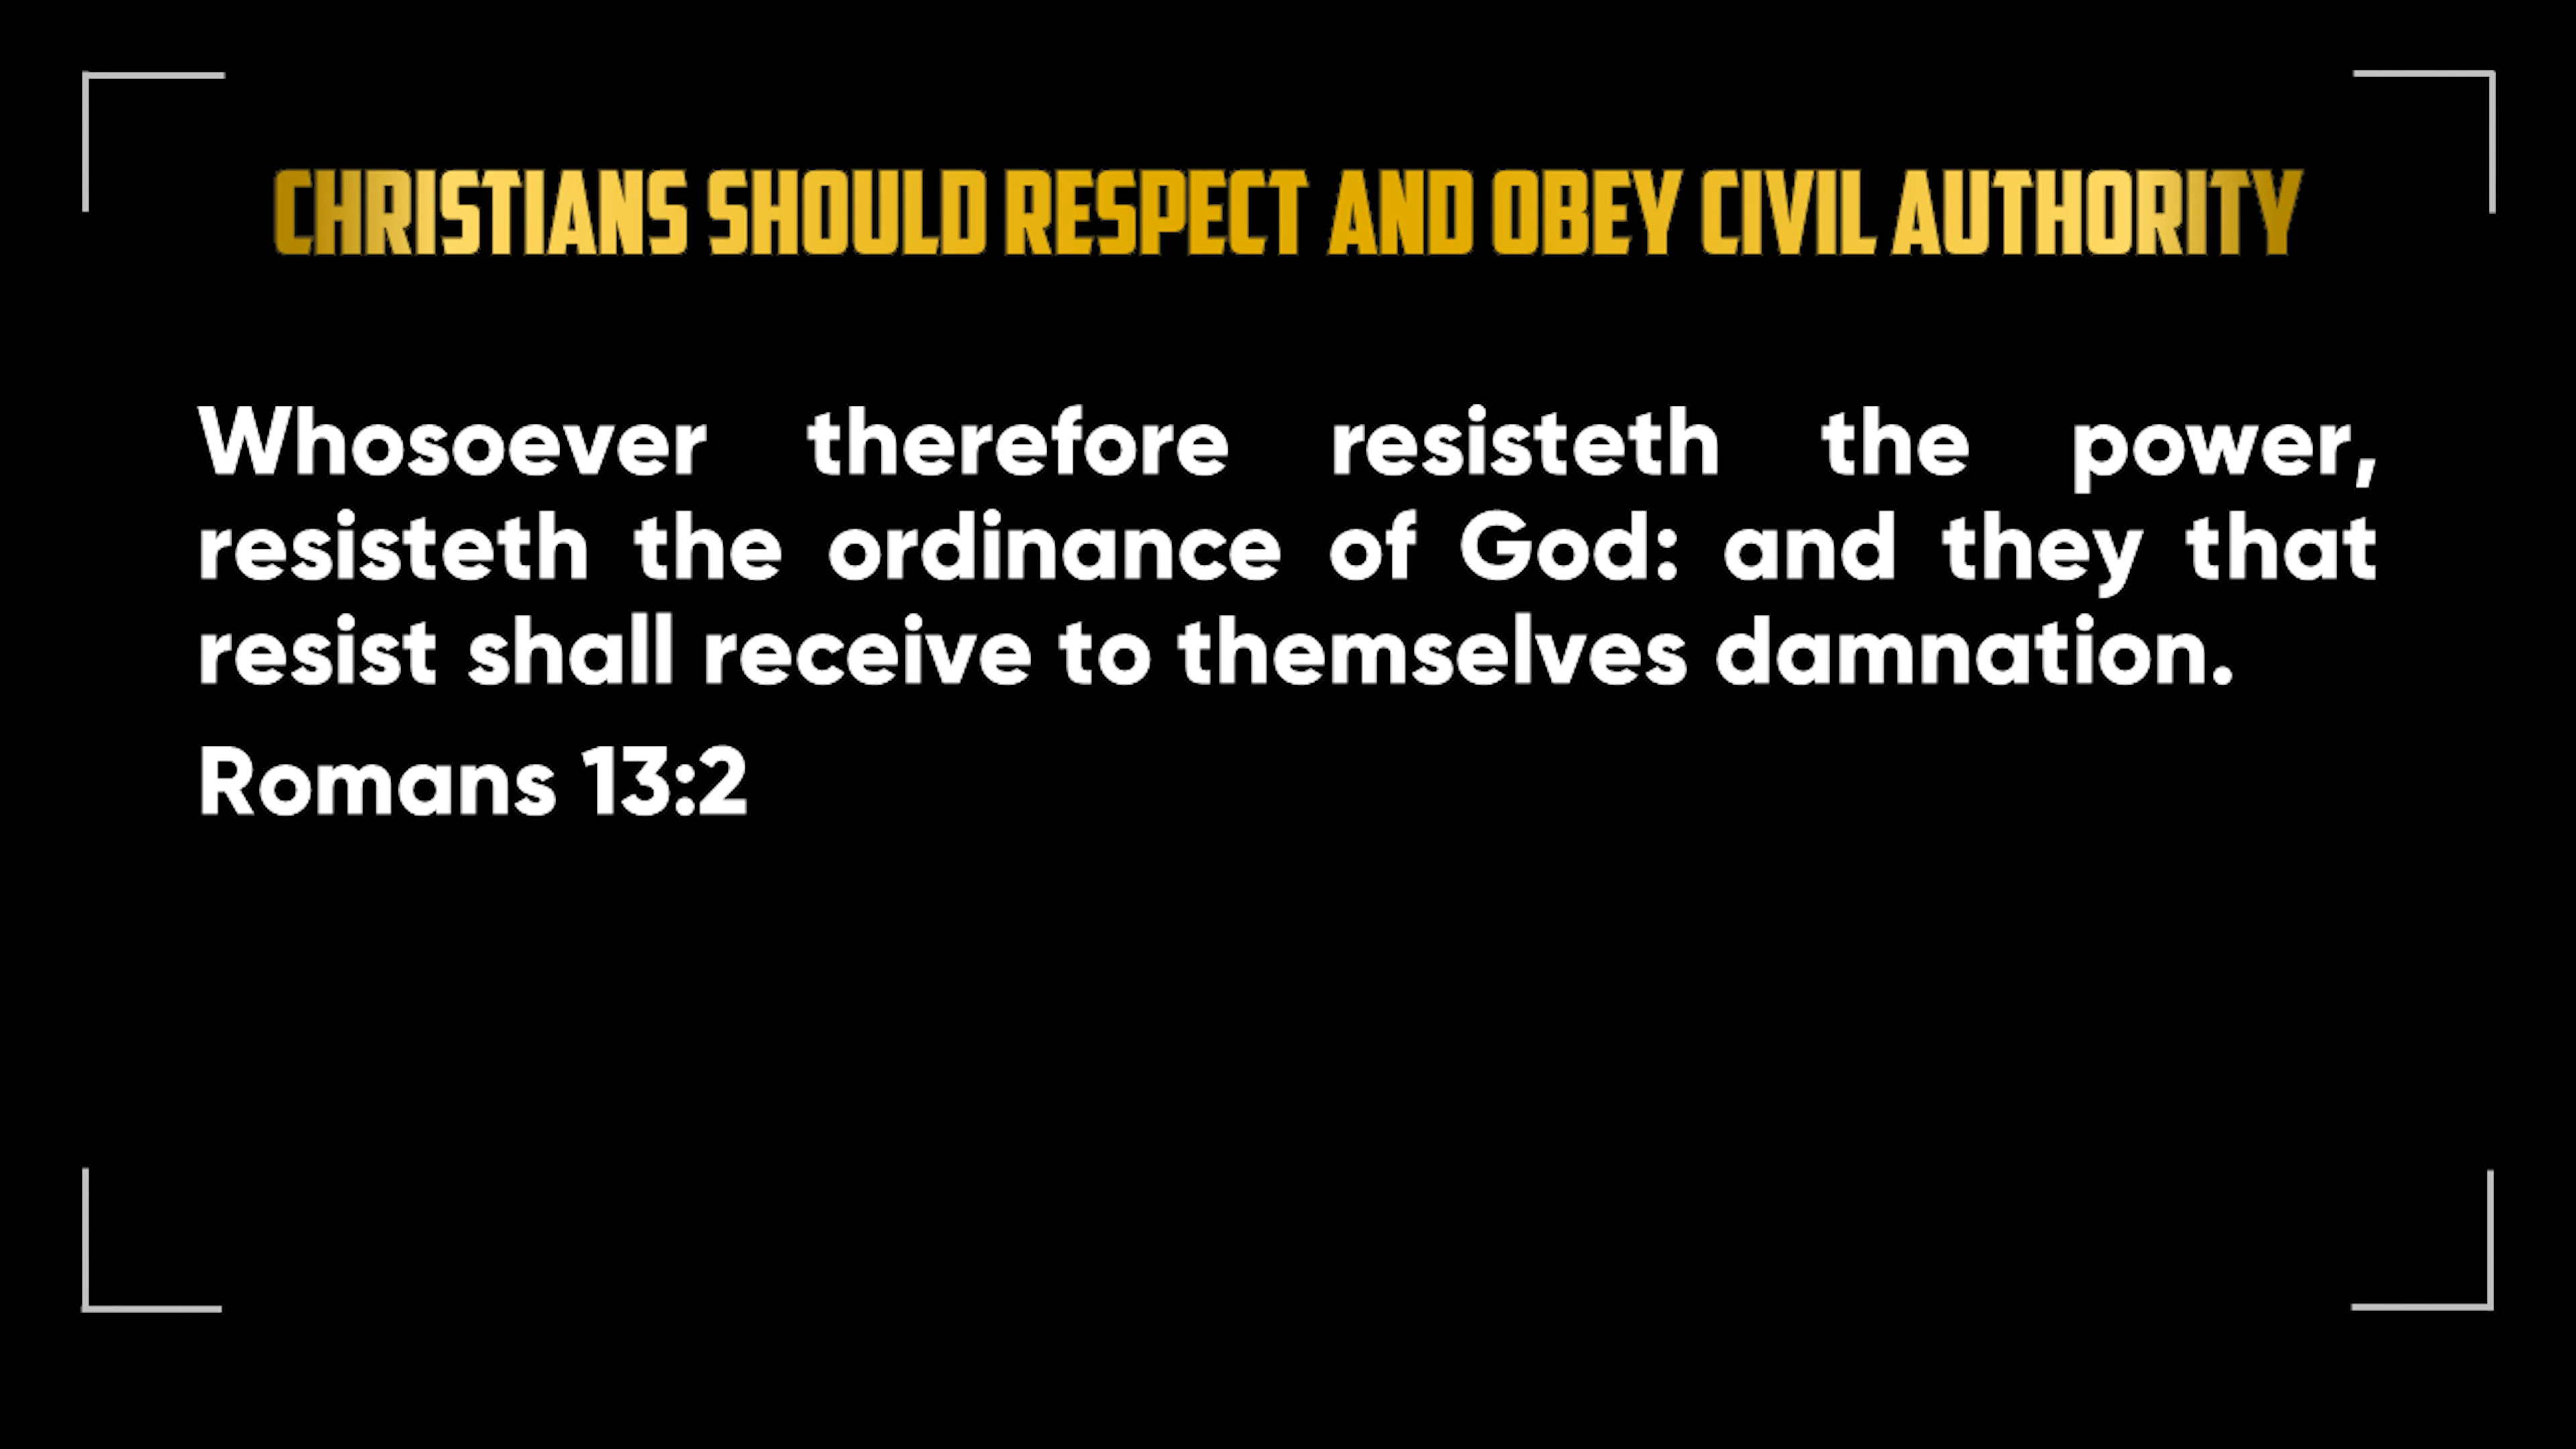 CHRISTIANS SHOULD RESPECT AND OBEY CIVIL AUTHORITY
Whosoever therefore resisteth the power,
resisteth the ordinance of God: and they that
resist shall receive to themselves damnation.
Romans 13:2